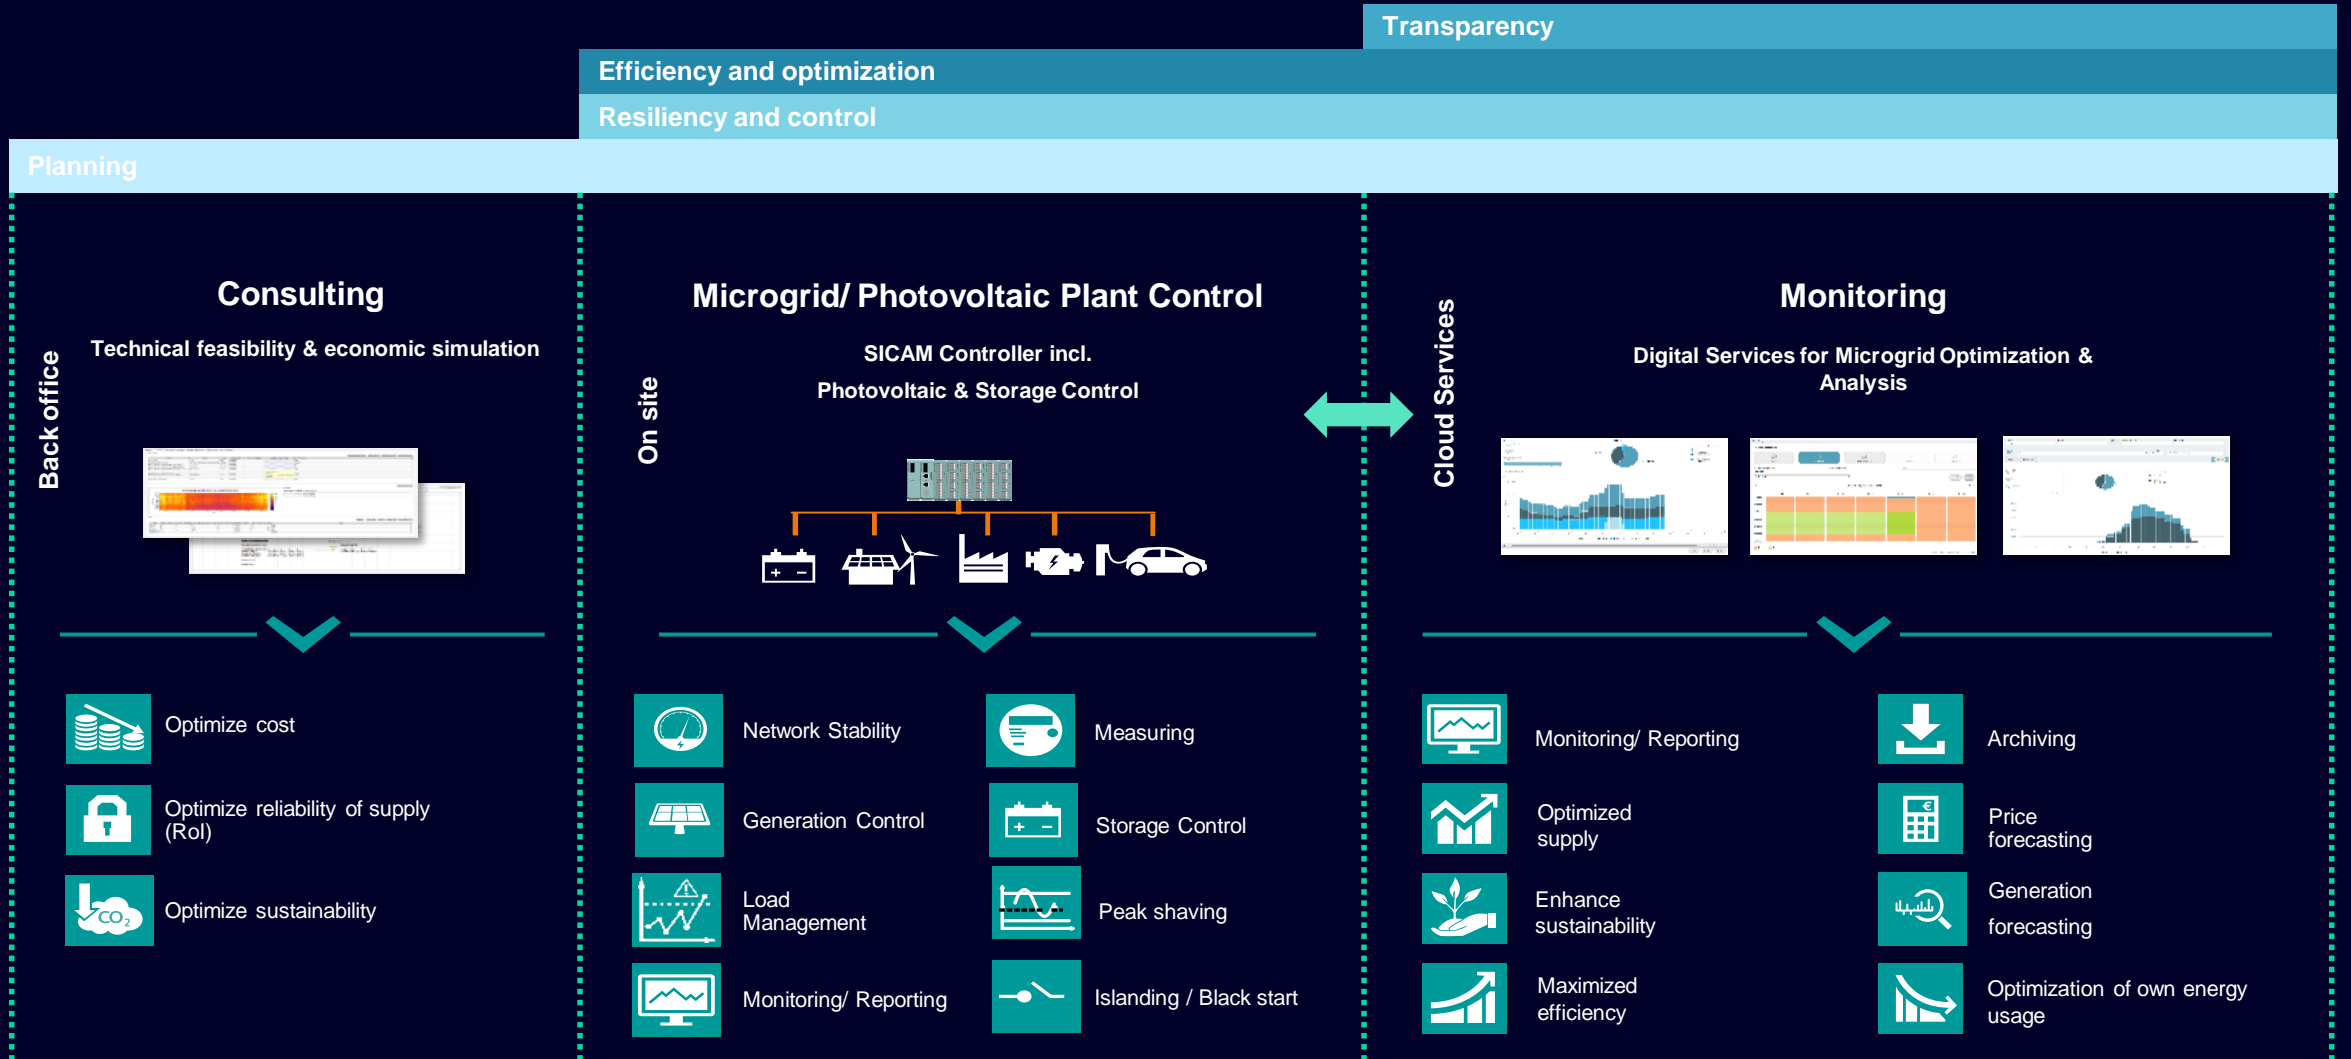 Transparency
Efficiency and optimization
Resiliency and control
Planning
Back office
Consulting
Technical feasibility & economic simulation
Optimize cost
Optimize reliability of supply
(RoI)
CO2
Optimize sustainability
On site
Microgrid/ Photovoltaic Plant Control
SICAM Controller incl.
Photovoltaic & Storage Control
Network Stability
Measuring
Generation Control
Storage Control
Load
Management
Peak shaving
Monitoring/ Reporting
Islanding / Black start
Cloud Services
Monitoring
Digital Services for Microgrid Optimization &
Analysis
Monitoring/ Reporting
Archiving
Optimized
supply
€
Price
forecasting
Enhance
sustainability
Generation
forecasting
Maximized
efficiency
Optimization of own energy
usage